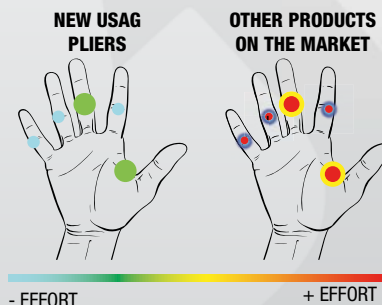 NEW USAG
PLIERS
OTHER PRODUCTS
ON THE MARKET
- EFFORT
+ EFFORT